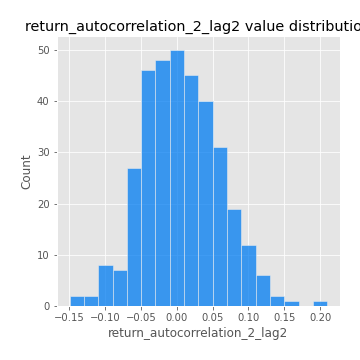 return_autocorrelation_2_lag2 value distributio
50
40
30
20
10
0
Count
−0.15 −0.10 −0.05 0.00 0.05 0.10 0.15 0.20
return_autocorrelation_2_lag2